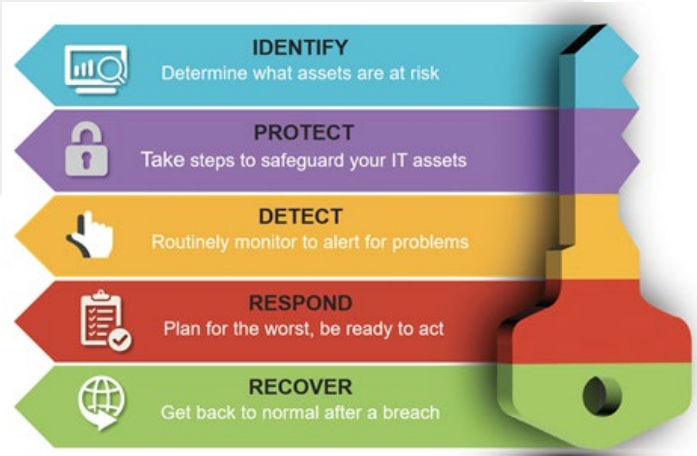 IDENTIFY
Determine what assets are at risk
PROTECT
Take steps to safeguard your IT assets
DETECT
Routinely monitor to alert for problems
RESPOND
Plan for the worst, be ready to act
RECOVER
Get back to normal after a breach